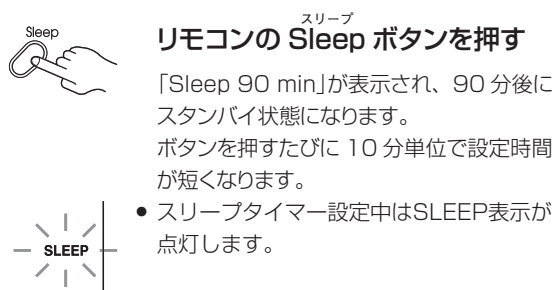 Sleep
スリープ
リモコンの Sleep ボタンを押す
「Sleep 90 min」が表示され、90 分後に
スタンバイ状態になります。
ボタンを押すたびに 10 分単位で設定時間
が短くなります。
● スリープタイマー設定中はSLEEP表示が
点灯します。
SLEEP